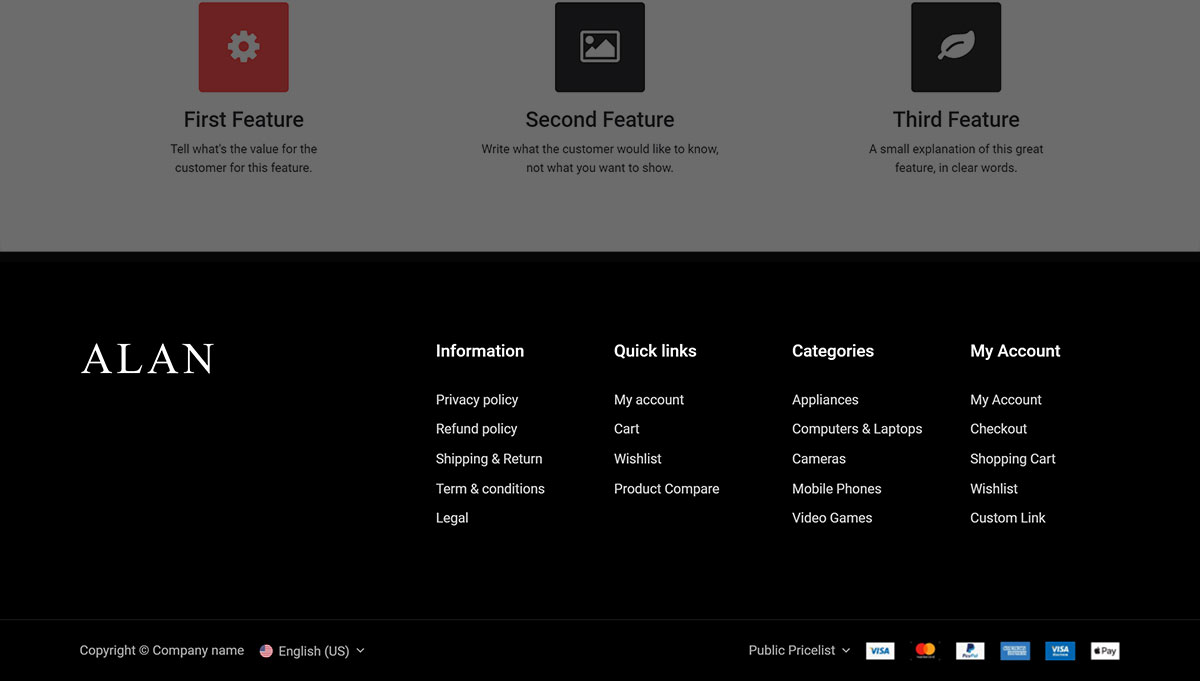 First Feature
Tell what's the value for the
customer for this feature.
Second Feature
Write what the customer would like to know,
not what you want to show.
Third Feature
A small explanation of this great
feature, in clear words.
ALAN
Information
Privacy policy
Refund policy
Shipping & Return
Term & conditions
Legal
Quick links
My account
Cart
Wishlist
Product Compare
Categories
Appliances
Computers & Laptops
Cameras
Mobile Phones
Video Games
My Account
My Account
Checkout
Shopping Cart
Wishlist
Custom Link
Copyright © Company name
English (US)
Public Pricelist
VISA
PayPal
VISA
Pay